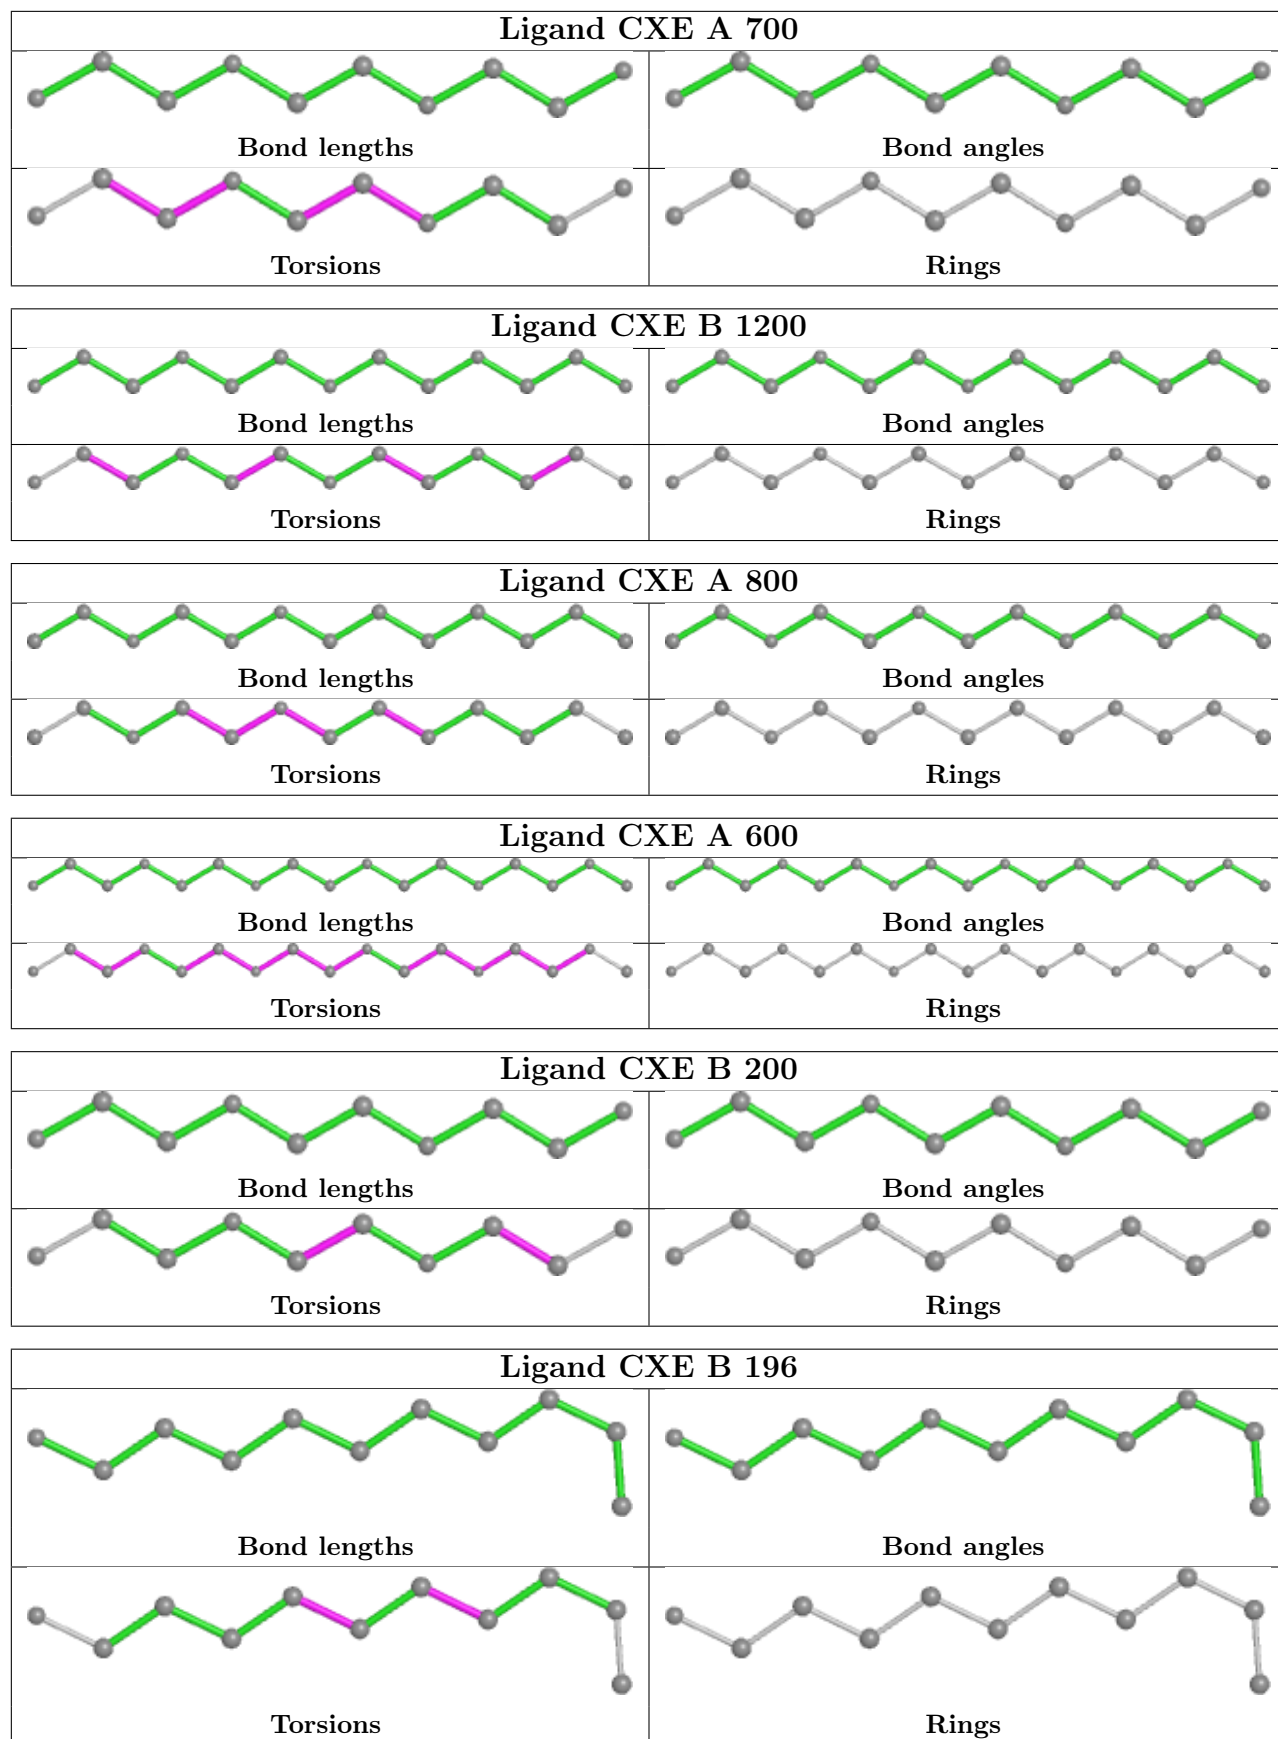 Ligand CXE A 700
Bond lengths
Bond angles
Torsions
Rings
Ligand CXE B 1200
Bond lengths
Bond angles
Torsions
Rings
Ligand CXE A 800
Bond lengths
Bond angles
Torsions
Rings
Ligand CXE A 600
Bond lengths
Bond angles
Torsions
Rings
Ligand CXE B 200
Bond lengths
Bond angles
Torsions
Rings
Ligand CXE B 196
Bond lengths
Bond angles
Torsions
Rings